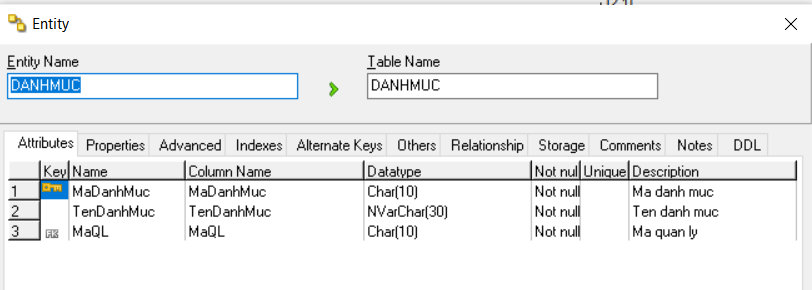 Entity
Entity Name
Table Name
DANHMUC
DANHMUC
Attributes Properties Advanced Indexes Alternate Keys Others Relationship Storage Comments Notes DDL
Key Name Column Name Datatype Not nul Unique Description
1 MaDanhMuc MaDanhMuc Char(10) Not null Ma danh muc
2 TenDanhMuc TenDanhMuc NVarChar(30) Not null Ten danh muc
3 FK MaQL MaQL Char(10) Not null Ma quan ly